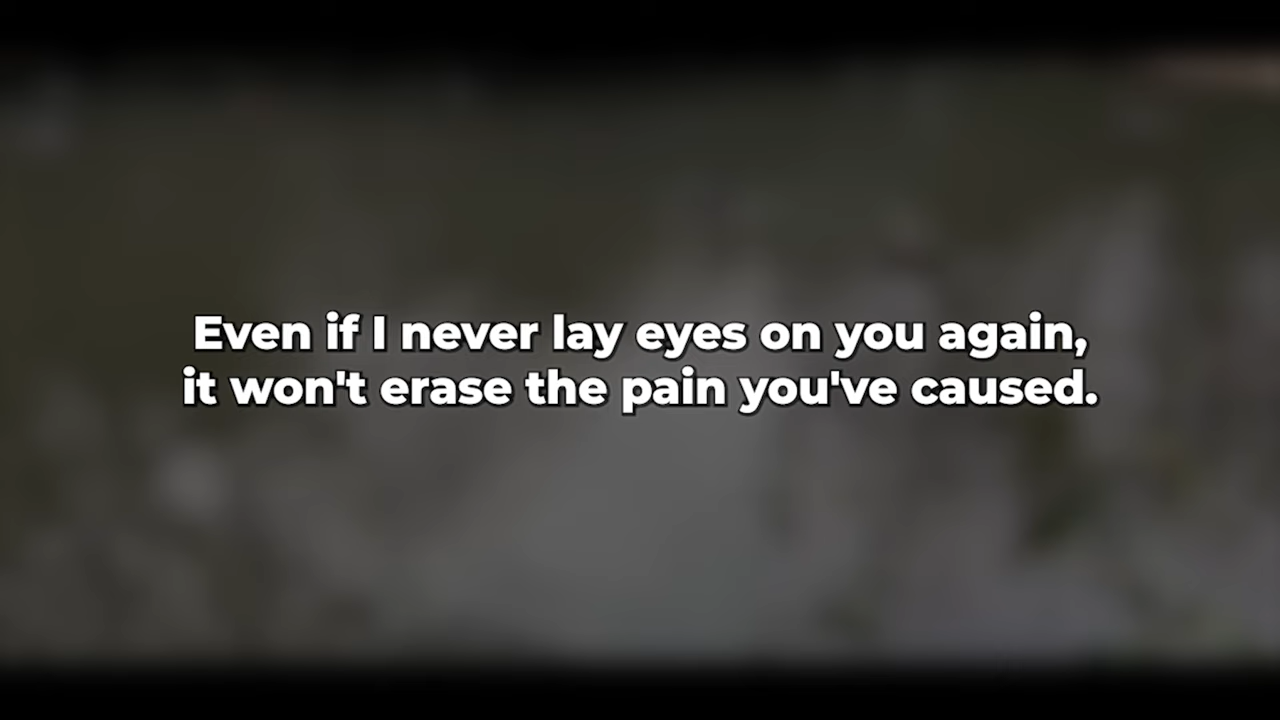 Even if I never lay eyes on you again,
it won't erase the pain you've caused.